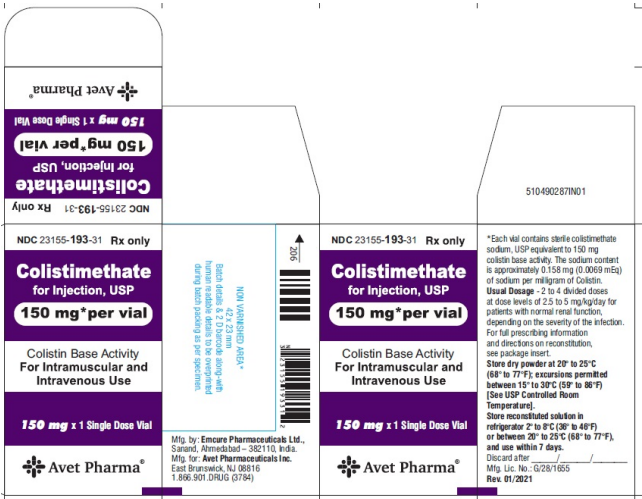 Avet Pharma®
150 mg x 1 Single Dose Vial
150 mg*per vial
for Injection, USP
Colistimethate
NDC 23155-193-31 Rx only
NDC 23155-193-31 Rx only
Colistimethate
for Injection, USP
150 mg*per vial
Colistin Base Activity
For Intramuscular and
Intravenous Use
150 mg x 1 Single Dose Vial
Avet Pharma®
NON VARNISHED AREA*
42 x 23 mm
Batch details & 2 D barcode along-with
human readable details to be overprinted
during batch packing as per specimen.
206
Mfg. by: Emcure Pharmaceuticals Ltd.,
Sanand, Ahmedabad – 382110, India.
Mfg. for: Avet Pharmaceuticals Inc.
East Brunswick, NJ 08816
1.866.901.DRUG (3784)
NDC 23155-193-31 Rx only
Colistimethate
for Injection, USP
150 mg*per vial
Colistin Base Activity
For Intramuscular and
Intravenous Use
150 mg x 1 Single Dose Vial
Avet Pharma®
510490287IN01
*Each vial contains sterile colistimethate
sodium, USP equivalent to 150 mg
colistin base activity. The sodium content
is approximately 0.158 mg (0.0069 mEq)
of sodium per milligram of Colistin.
Usual Dosage - 2 to 4 divided doses
at dose levels of 2.5 to 5 mg/kg/day for
patients with normal renal function,
depending on the severity of the infection.
For full prescribing information
and directions on reconstitution,
see package insert.
Store dry powder at 20° to 25°C
(68° to 77°F); excursions permitted
between 15° to 30°C (59° to 86°F)
[See USP Controlled Room
Temperature].
Store reconstituted solution in
refrigerator 2° to 8°C (36° to 46°F)
or between 20° to 25°C (68° to 77°F),
and use within 7 days.
Discard after ______/______/______
Mfg. Lic. No.: G/28/1655
Rev. 01/2021